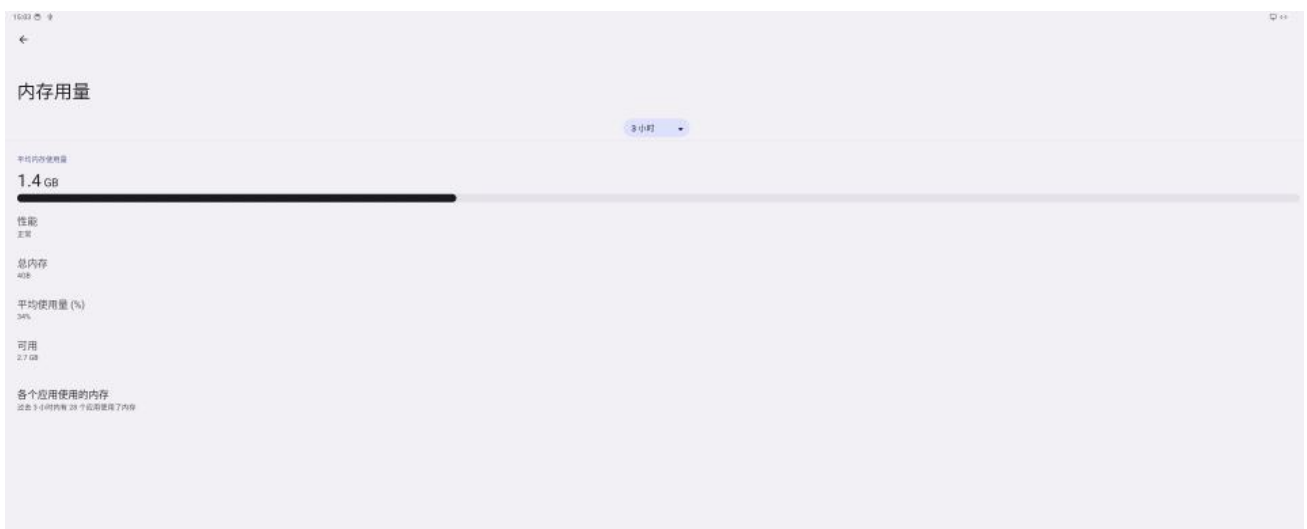 15:03
内存用量
3 小时
平均内存使用量
1.4 GB
性能
正常
总内存
4GB
平均使用量 (%)
34%
可用
2.7 GB
各个应用使用的内存
过去 3 小时内有 28 个应用使用了内存